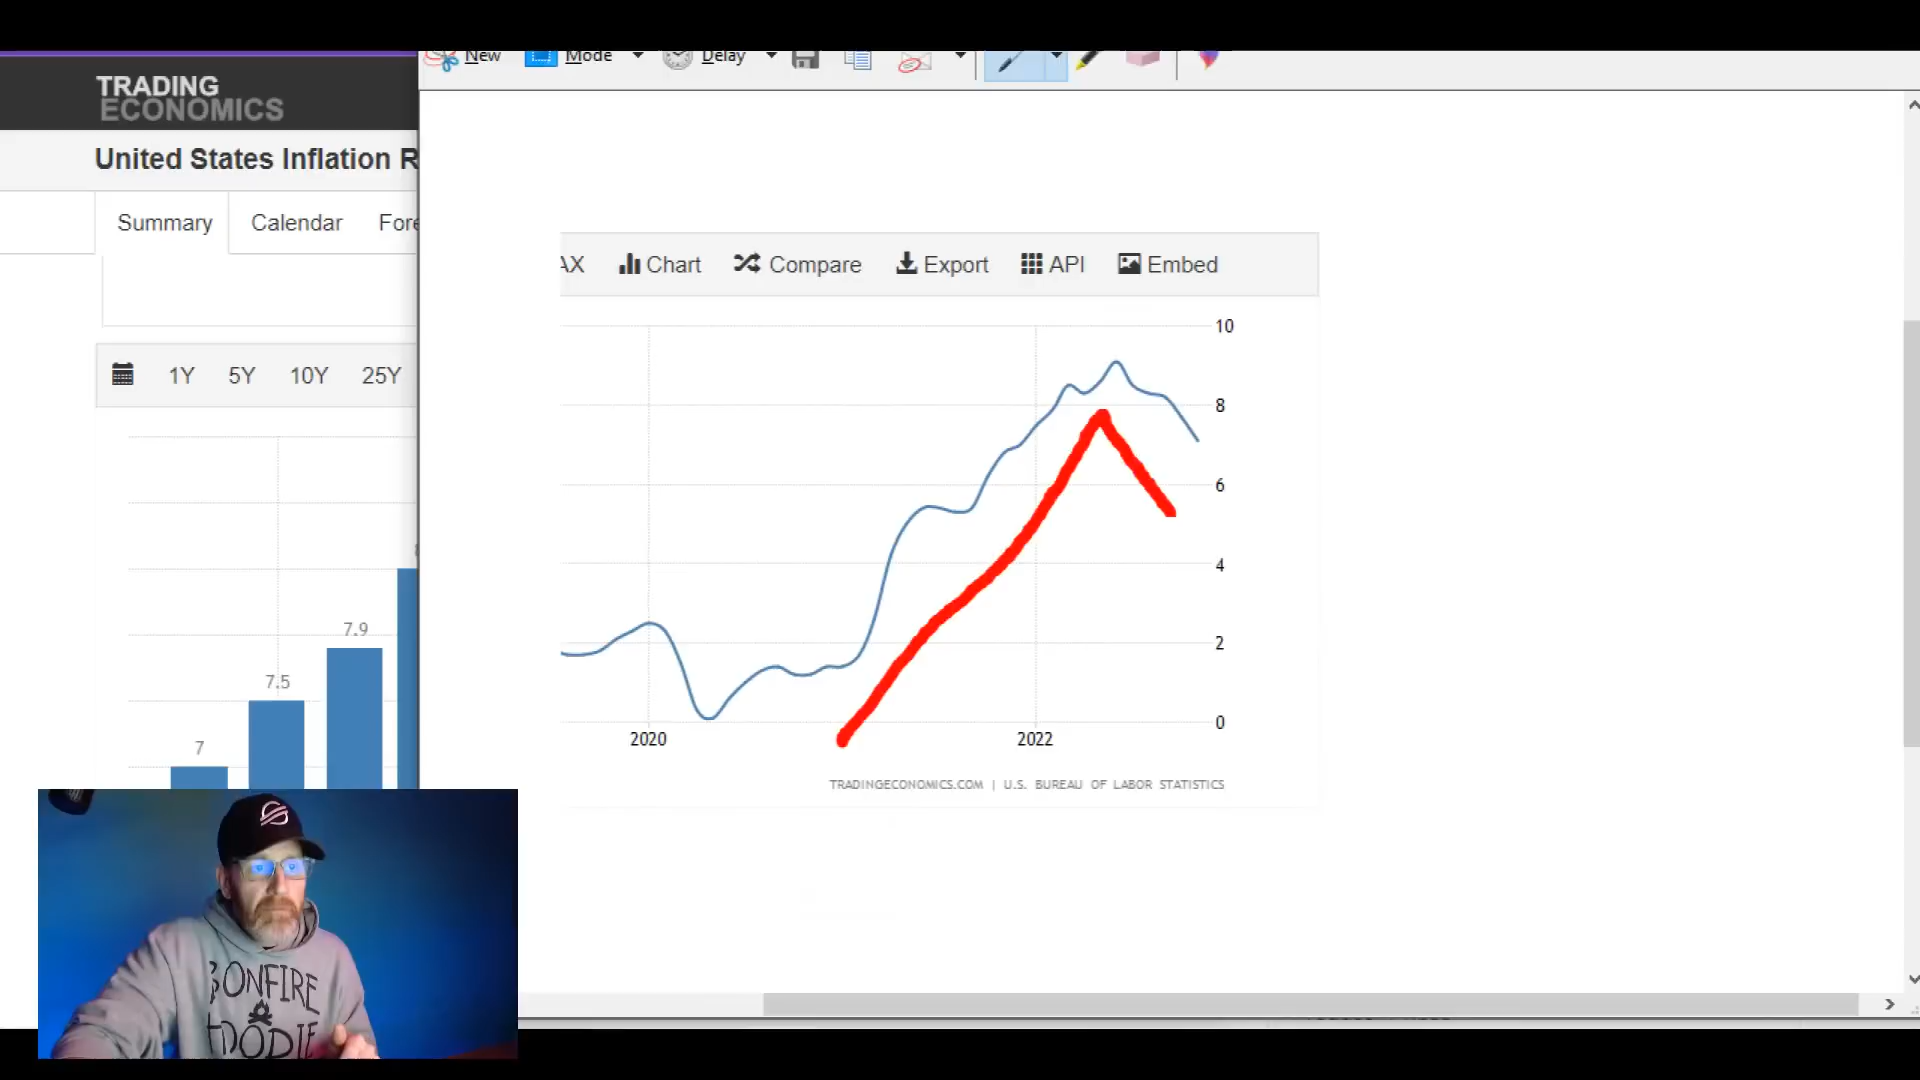 New Mode Delay
TRADING
ECONOMICS
United States Inflation R
Summary Calendar Fore
AX Chart Compare Export API Embed
1Y 5Y 10Y 25Y
10
8
6
4
2
0
2020 2022
7 7.5 7.9
TRADINGECONOMICS.COM | U.S. BUREAU OF LABOR STATISTICS
BONFIRE
HOODIE